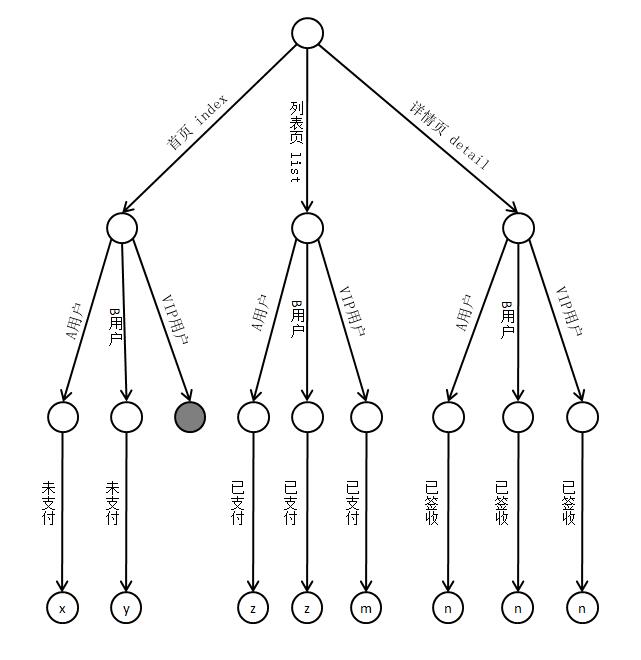 首页 index
列表页 list
详情页 detail
A用户
B用户
VIP用户
A用户
B用户
VIP用户
A用户
B用户
VIP用户
未支付
未支付
已支付
已支付
已支付
已签收
已签收
已签收
x
y
z
z
m
n
n
n